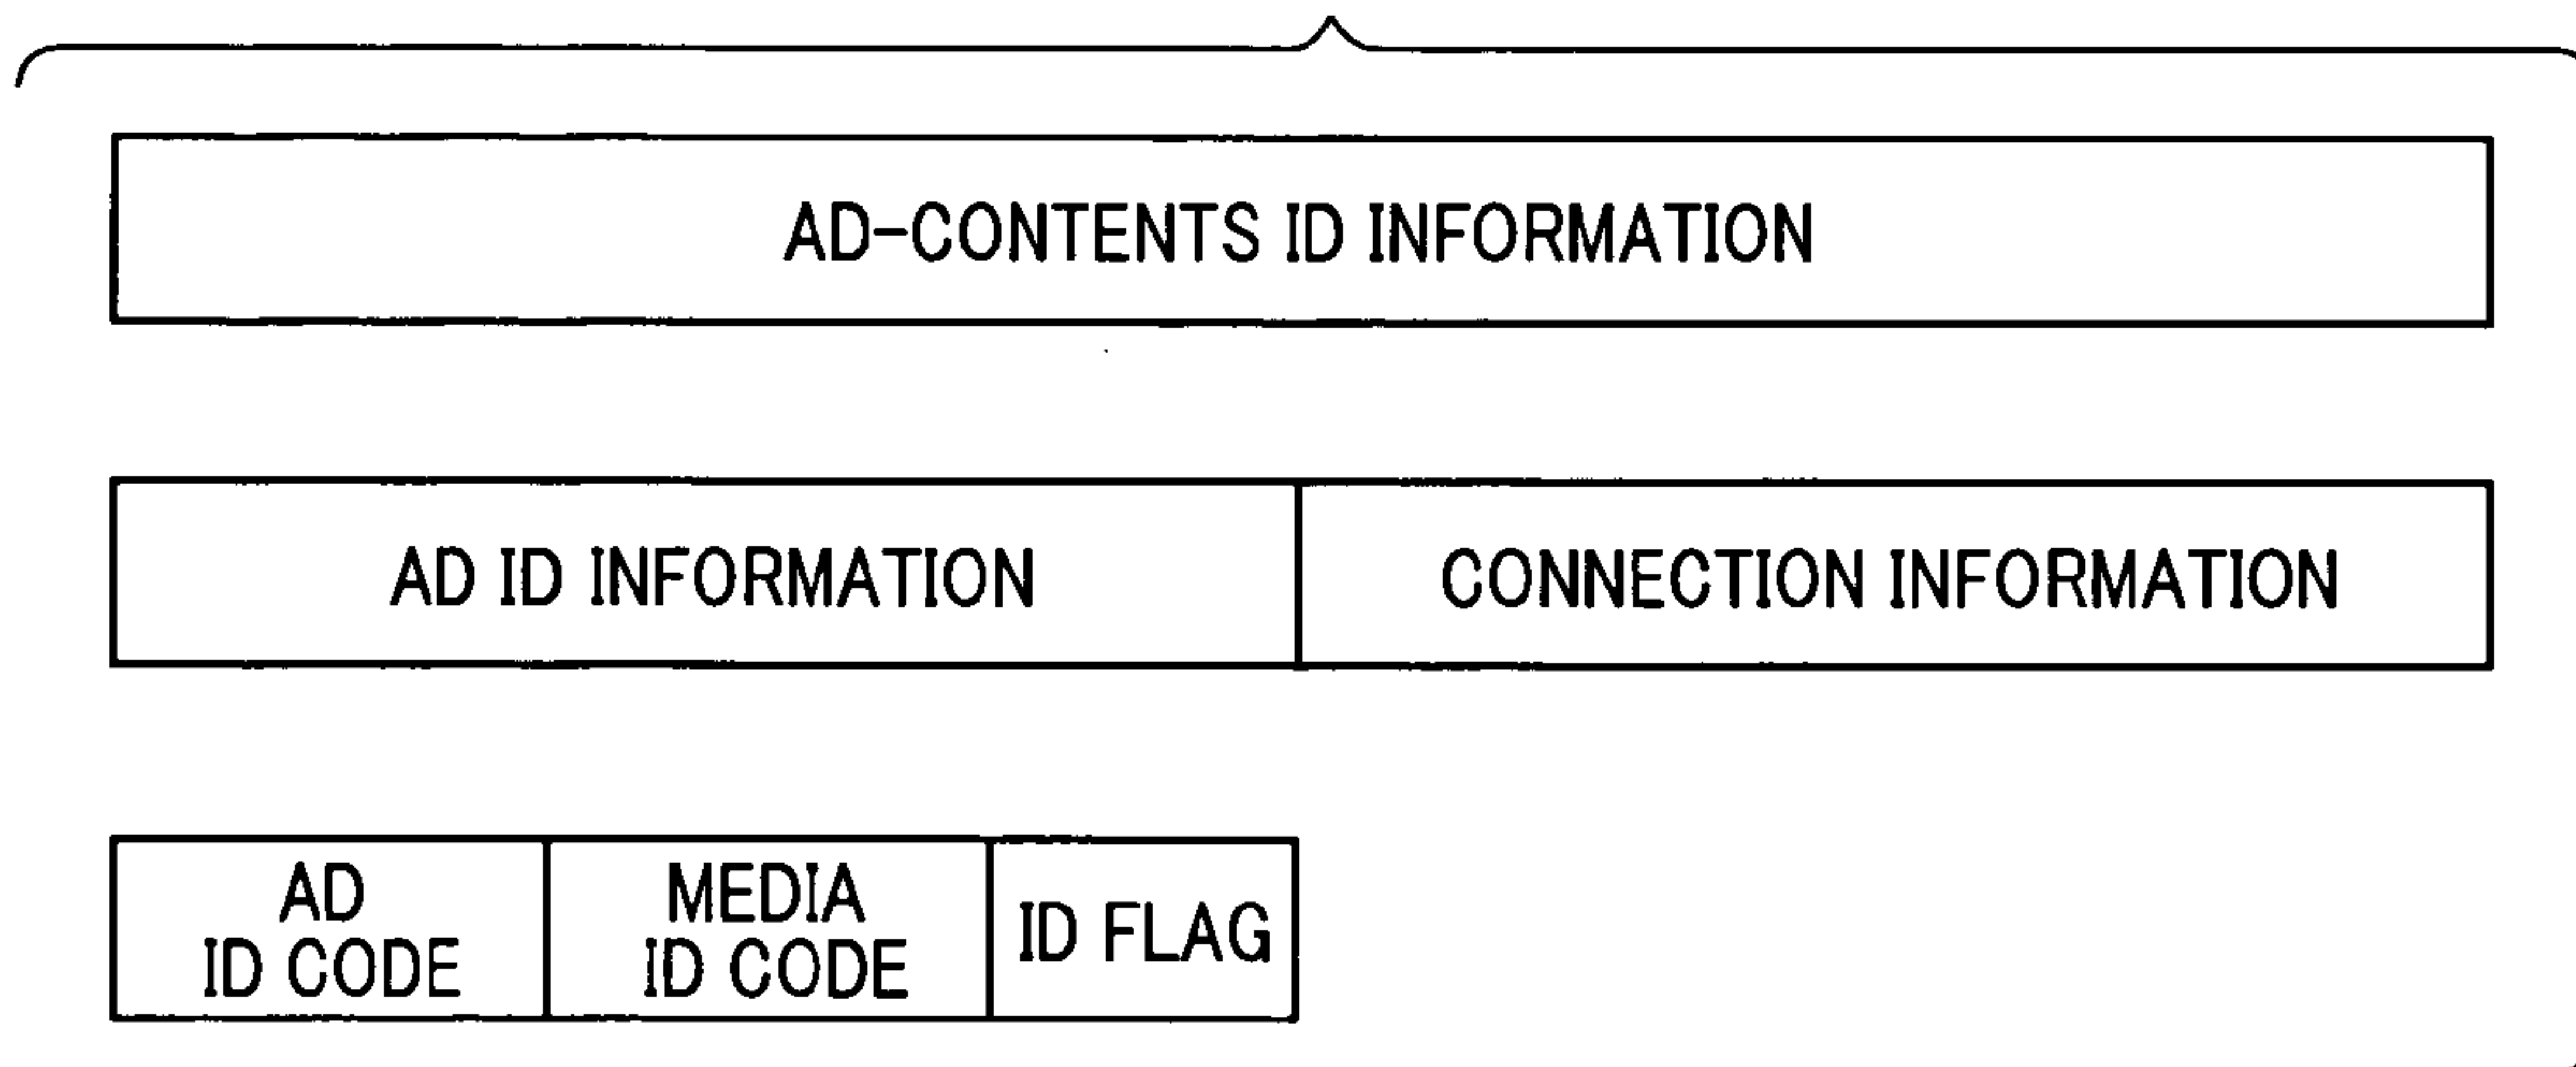 AD-CONTENTS ID INFORMATION
AD ID INFORMATION
CONNECTION INFORMATION
AD
ID CODE
MEDIA
ID CODE
ID FLAG